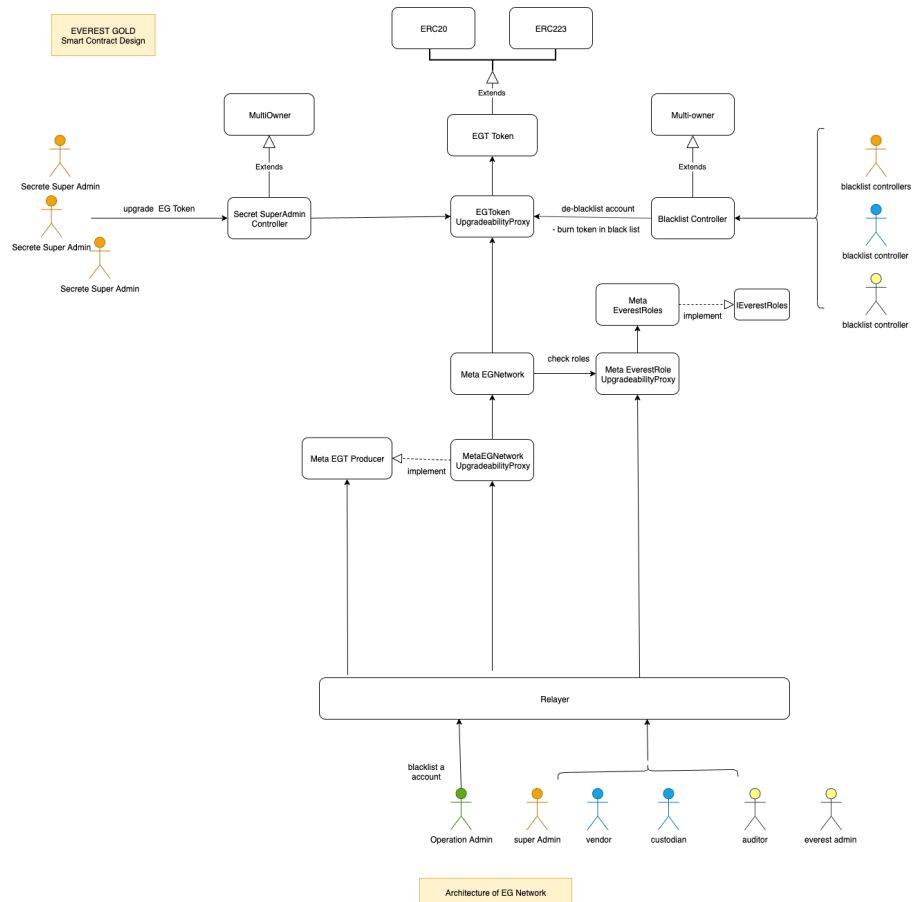 EVEREST GOLD
Smart Contract Design
ERC20
ERC223
Extends
MultiOwner
EGT Token
Multi-owner
Extends
Extends
Secrete Super Admin
blacklist controllers
upgrade EG Token
Secret SuperAdmin
Controller
EGToken
UpgradeabilityProxy
de-blacklist account
- burn token in black list
Blacklist Controller
Secrete Super Admin
blacklist controller
Secrete Super Admin
Meta
EverestRoles
implement
IEverestRoles
blacklist controller
Meta EGNetwork
check roles
Meta EverestRole
UpgradeabilityProxy
Meta EGT Producer
implement
MetaEGNetwork
UpgradeabilityProxy
Relayer
blacklist a
account
Operation Admin
super Admin
vendor
custodian
auditor
everest admin
Architecture of EG Network